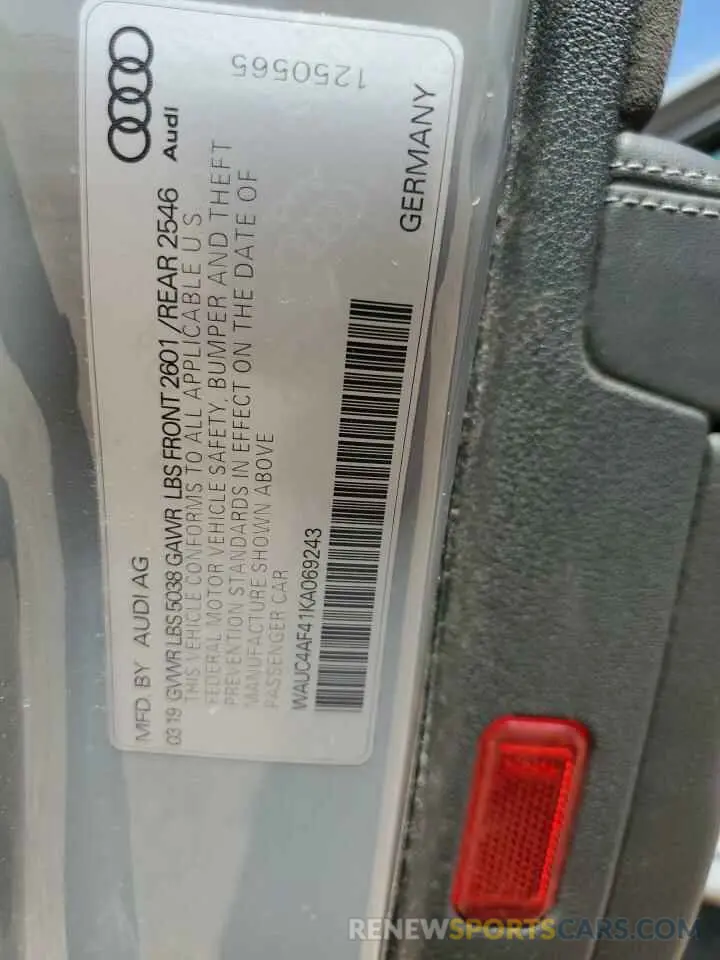 Audi
1250565
GERMANY
MFD. BY AUDI AG
0319 GVWR LBS 5038 GAWR LBS FRONT 2601 /REAR 2546
THIS VEHICLE CONFORMS TO ALL APPLICABLE U S
FEDERAL MOTOR VEHICLE SAFETY, BUMPER AND THEFT
PREVENTION STANDARDS IN EFFECT ON THE DATE OF
MANUFACTURE SHOWN ABOVE
PASSENGER CAR
WAUC4AF41KA069243
RENEWSPORTSCARS.COM